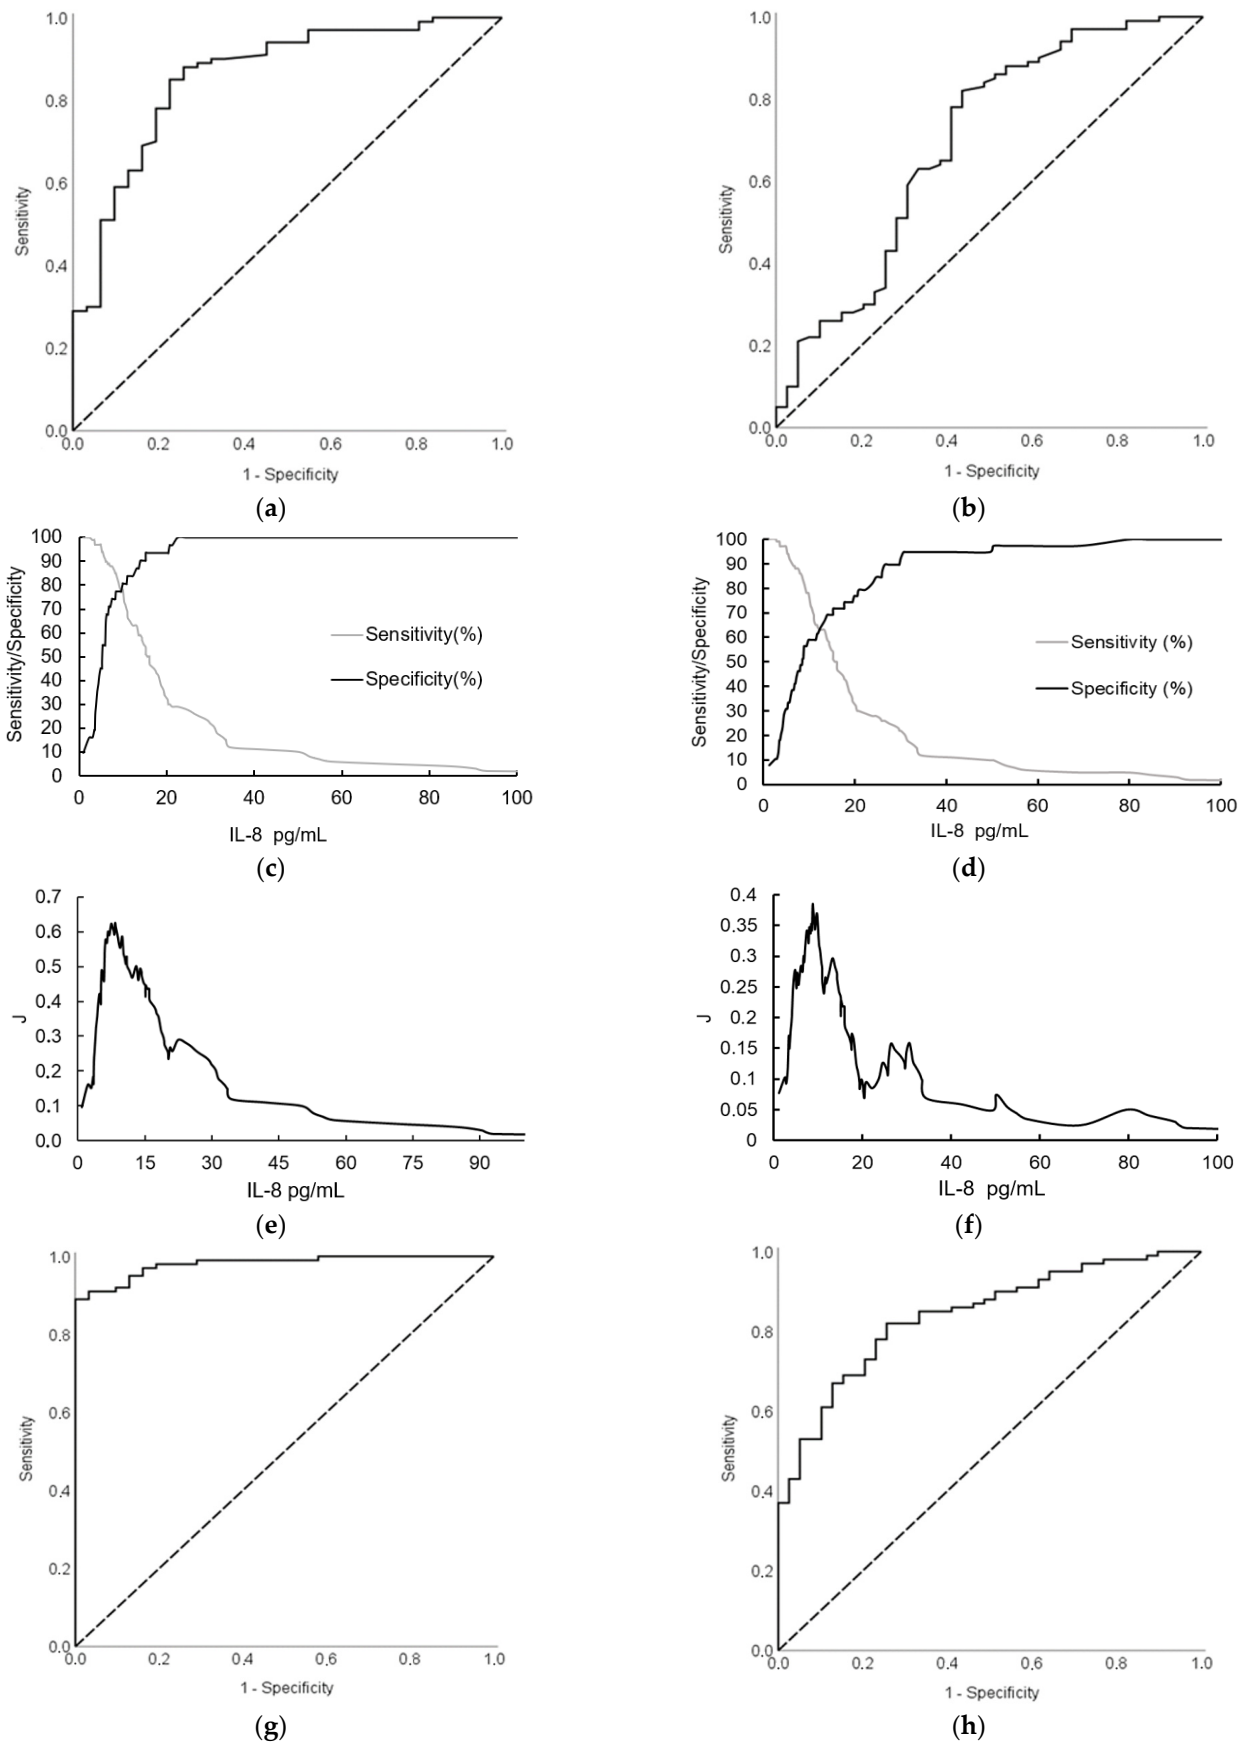 1.0
0.8
0.6
0.4
0.2
0.0
Sensitivity
0.0 0.2 0.4 0.6 0.8 1.0
1 - Specificity
(a)
1.0
0.8
0.6
0.4
0.2
0.0
Sensitivity
0.0 0.2 0.4 0.6 0.8 1.0
1 - Specificity
(b)
100
90
80
70
60
50
40
30
20
10
0
Sensitivity/Specificity
Sensitivity(%)
Specificity(%)
0 20 40 60 80 100
IL-8 pg/mL
(c)
100
90
80
70
60
50
40
30
20
10
0
Sensitivity/Specificity
Sensitivity (%)
Specificity (%)
0 20 40 60 80 100
IL-8 pg/mL
(d)
0.7
0.6
0.5
0.4
0.3
0.2
0.1
0.0
J
0 15 30 45 60 75 90
IL-8 pg/mL
(e)
0.4
0.35
0.3
0.25
0.2
0.15
0.1
0.05
0
J
0 20 40 60 80 100
IL-8 pg/mL
(f)
1.0
0.8
0.6
0.4
0.2
0.0
Sensitivity
0.0 0.2 0.4 0.6 0.8 1.0
1 - Specificity
(g)
1.0
0.8
0.6
0.4
0.2
0.0
Sensitivity
0.0 0.2 0.4 0.6 0.8 1.0
1 - Specificity
(h)